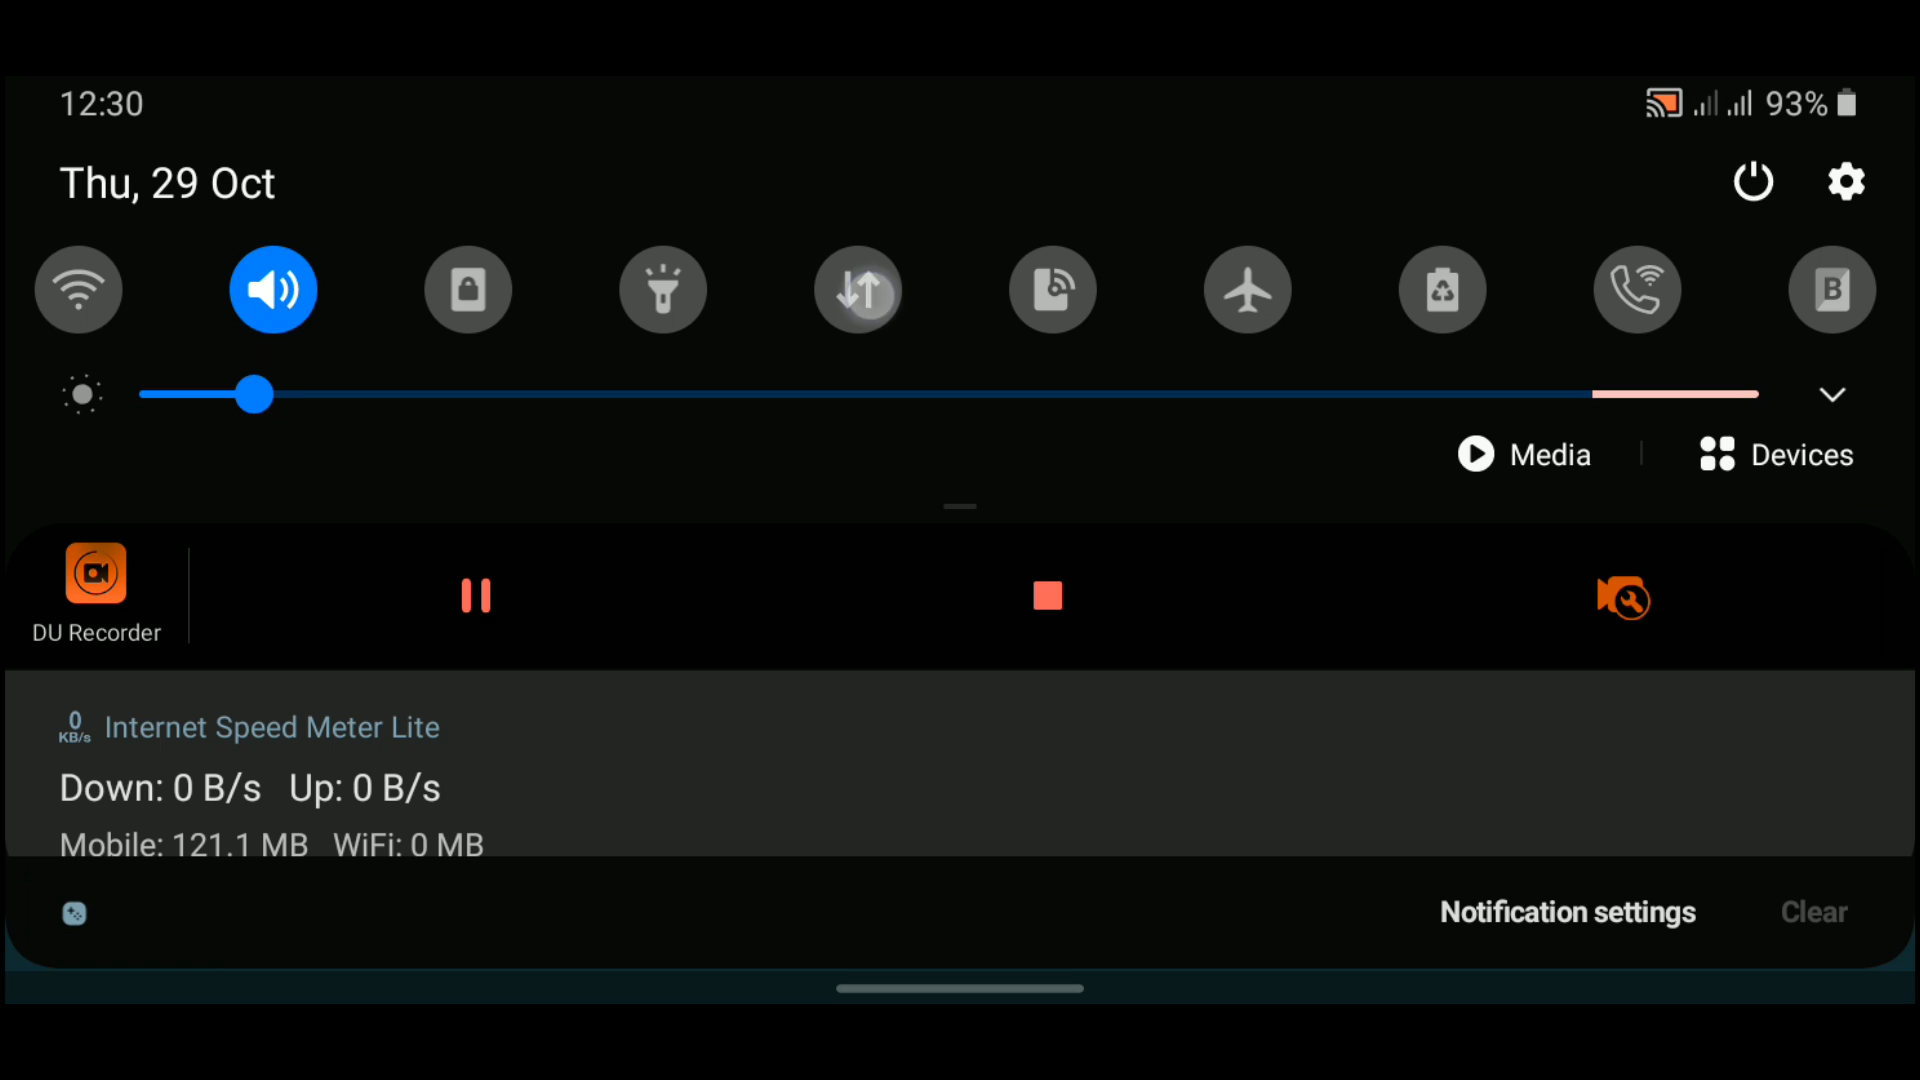 12:30
93%
Thu, 29 Oct
B
Media
Devices
DU Recorder
0
KB/s
Internet Speed Meter Lite
Down: 0 B/s Up: 0 B/s
Mobile: 121.1 MB WiFi: 0 MB
Notification settings
Clear